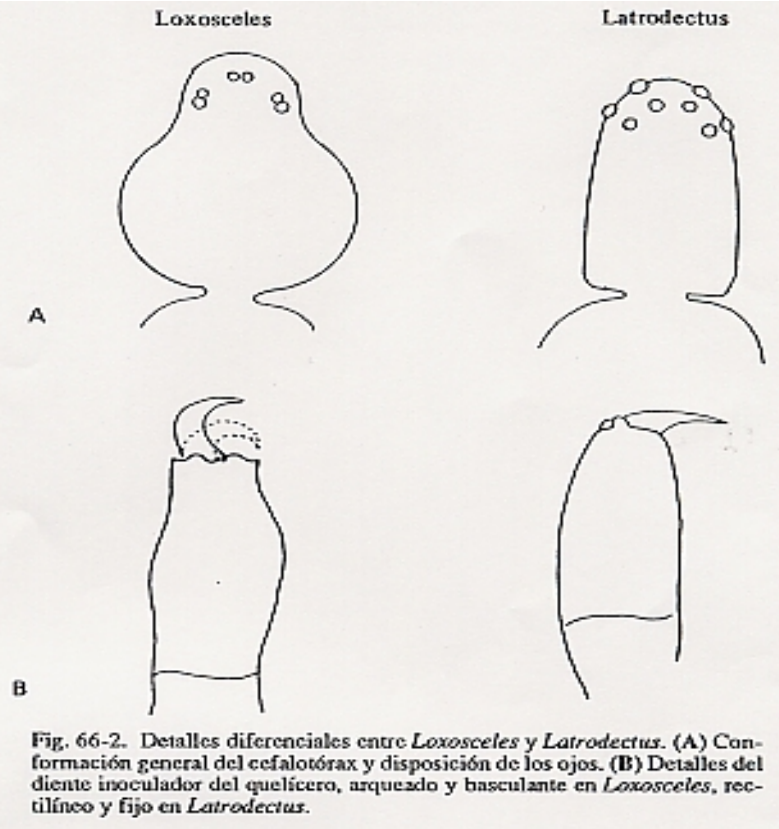 Loxosceles
Latrodectus
A
B
Fig. 66-2. Detalles diferenciales entre Loxosceles y Latrodectus. (A) Con-
formación general del cefalotórax y disposición de los ojos. (B) Detalles del
diente inoculador del quelícero, arqueado y basculante en Loxosceles, rec-
tilíneo y fijo en Latrodectus.